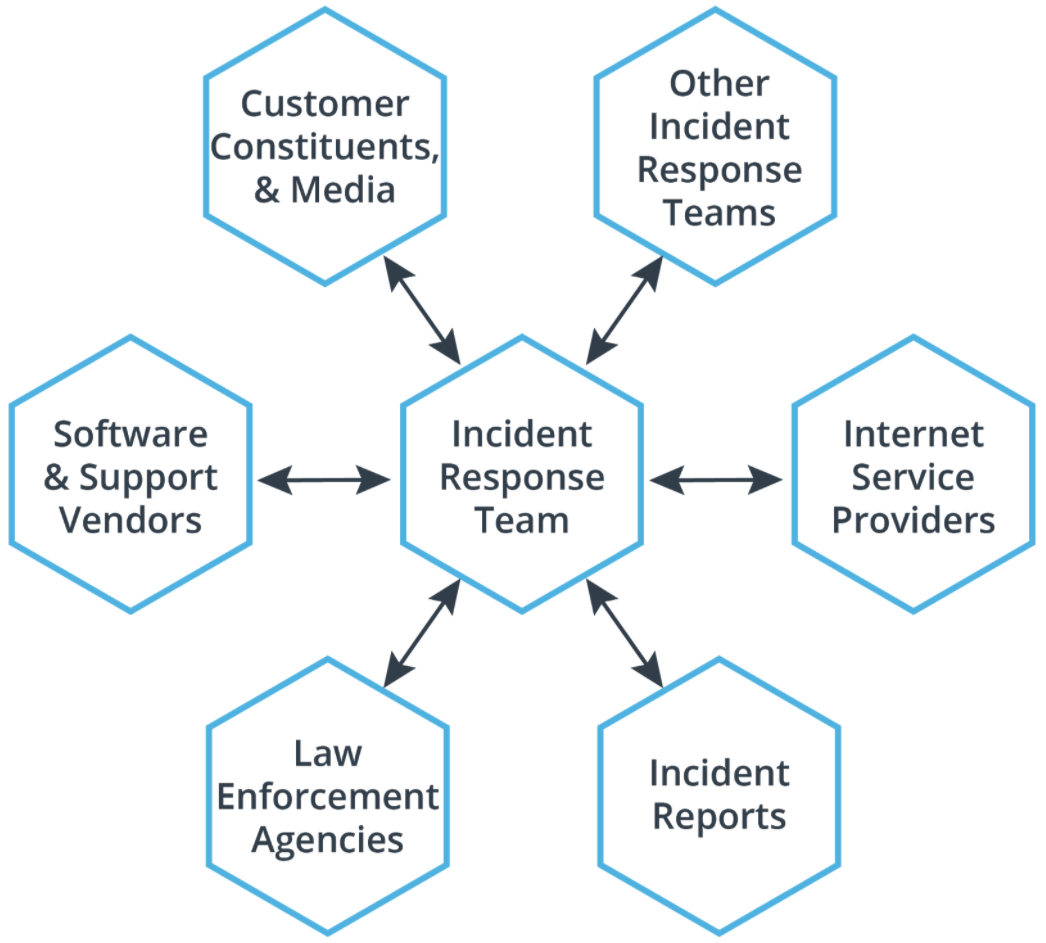 Customer
Constituents,
& Media
Other
Incident
Response
Teams
Software
& Support
Vendors
Incident
Response
Team
Internet
Service
Providers
Law
Enforcement
Agencies
Incident
Reports